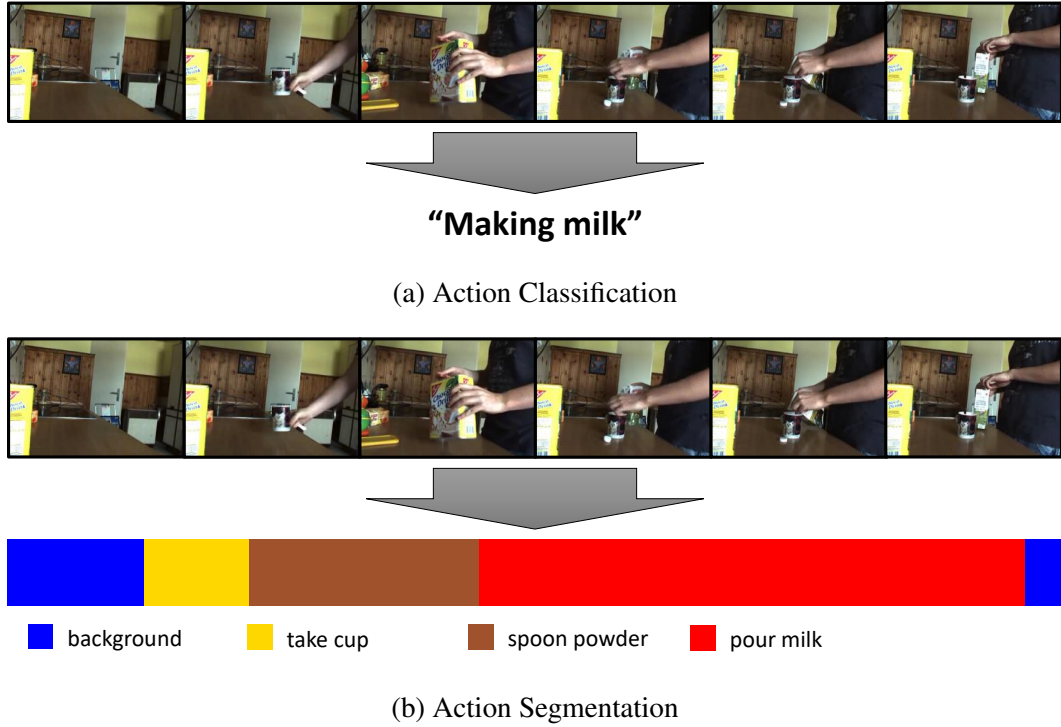 “Making milk”
(a) Action Classification
background
take cup
spoon powder
pour milk
(b) Action Segmentation